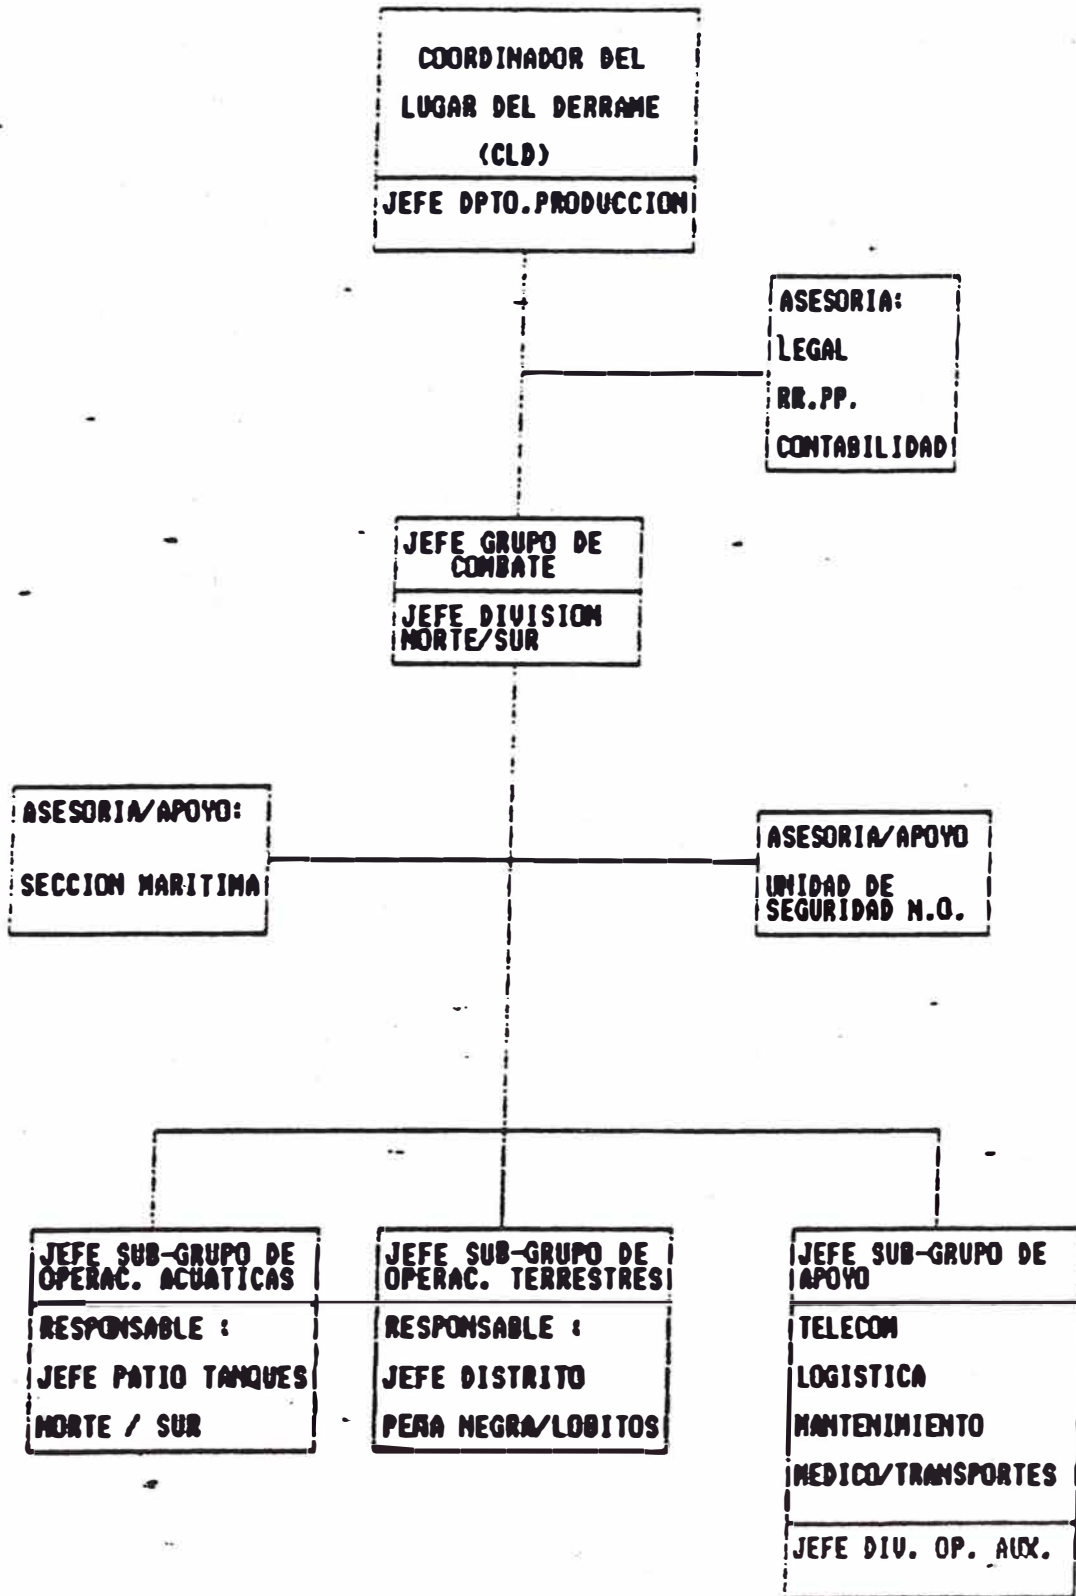 COORDINADOR DEL
LUGAR DEL DERRAME
(CLD)
JEFE DPTO.PRODUCCION
ASESORIA:
LEGAL
RR.PP.
CONTABILIDAD
JEFE GRUPO DE
COMBATE
JEFE DIVISION
NORTE/SUR
ASESORIA/APOYO:
SECCION MARITIMA
ASESORIA/APOYO
UNIDAD DE
SEGURIDAD N.O.
JEFE SUB-GRUPO DE
OPERAC. ACUATICAS
RESPONSABLE :
JEFE PATIO TANQUES
NORTE / SUR
JEFE SUB-GRUPO DE
OPERAC. TERRESTRES
RESPONSABLE :
JEFE DISTRITO
PEÑA NEGRA/LOBITOS
JEFE SUB-GRUPO DE
APOYO
TELECOM
LOGISTICA
MANTENIMIENTO
MEDICO/TRANSPORTES
JEFE DIV. OP. AUX.